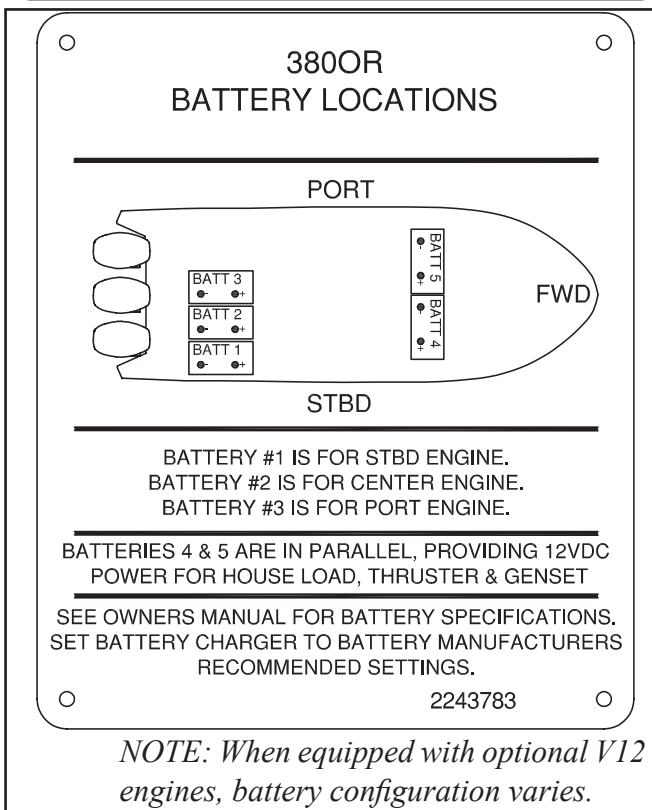 380OR
BATTERY LOCATIONS
PORT
BATT 3
- +
BATT 2
- +
BATT 1
- +
BATT 5
- +
BATT 4
- +
FWD
STBD
BATTERY #1 IS FOR STBD ENGINE.
BATTERY #2 IS FOR CENTER ENGINE.
BATTERY #3 IS FOR PORT ENGINE.
BATTERIES 4 & 5 ARE IN PARALLEL, PROVIDING 12VDC
POWER FOR HOUSE LOAD, THRUSTER & GENSET
SEE OWNERS MANUAL FOR BATTERY SPECIFICATIONS.
SET BATTERY CHARGER TO BATTERY MANUFACTURERS
RECOMMENDED SETTINGS.
2243783
NOTE: When equipped with optional V12
engines, battery configuration varies.